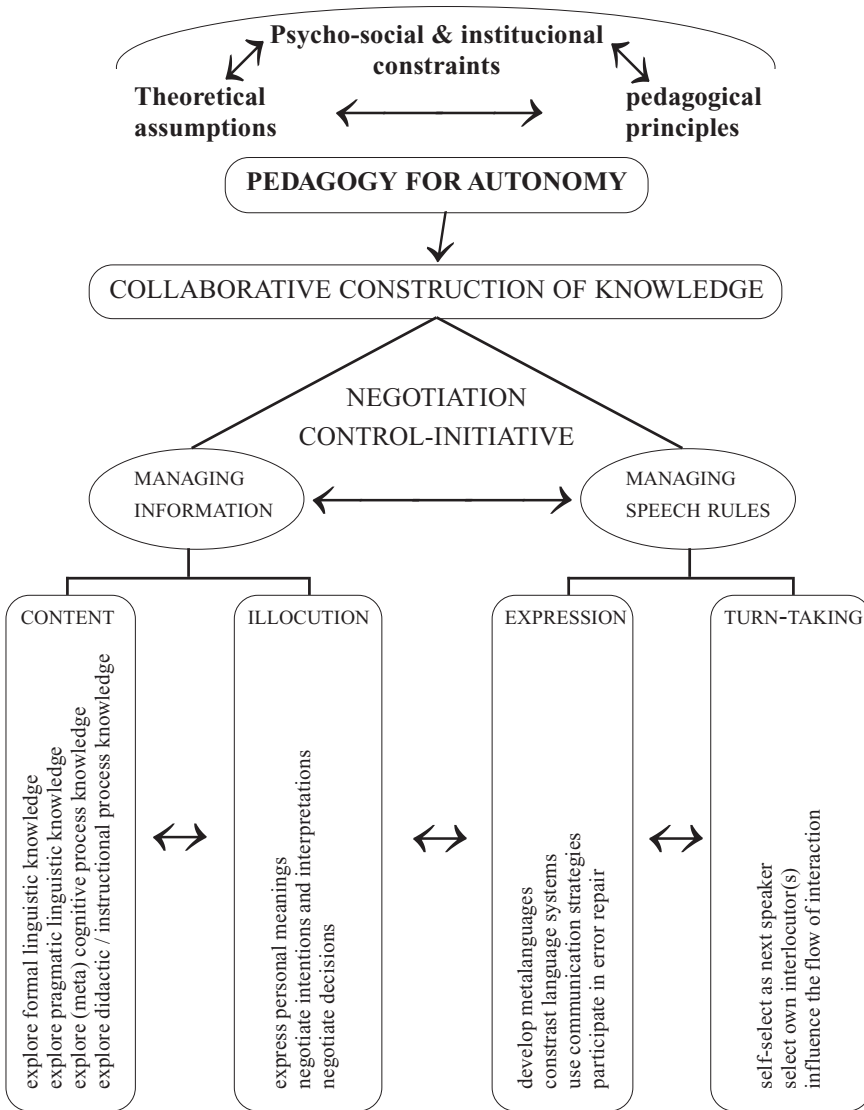 Psycho-social & institucional
constraints
Theoretical
assumptions
pedagogical
principles
PEDAGOGY FOR AUTONOMY
COLLABORATIVE CONSTRUCTION OF KNOWLEDGE
NEGOTIATION
CONTROL-INITIATIVE
MANAGING
INFORMATION
MANAGING
SPEECH RULES
CONTENT
explore formal linguistic knowledge
explore pragmatic linguistic knowledge
explore (meta) cognitive process knowledge
explore didactic / instructional process knowledge
ILLOCUTION
express personal meanings
negotiate intentions and interpretations
negotiate decisions
EXPRESSION
develop metalanguages
constrast language systems
use communication strategies
participate in error repair
TURN-TAKING
self-select as next speaker
select own interlocutor(s)
influence the flow of interaction